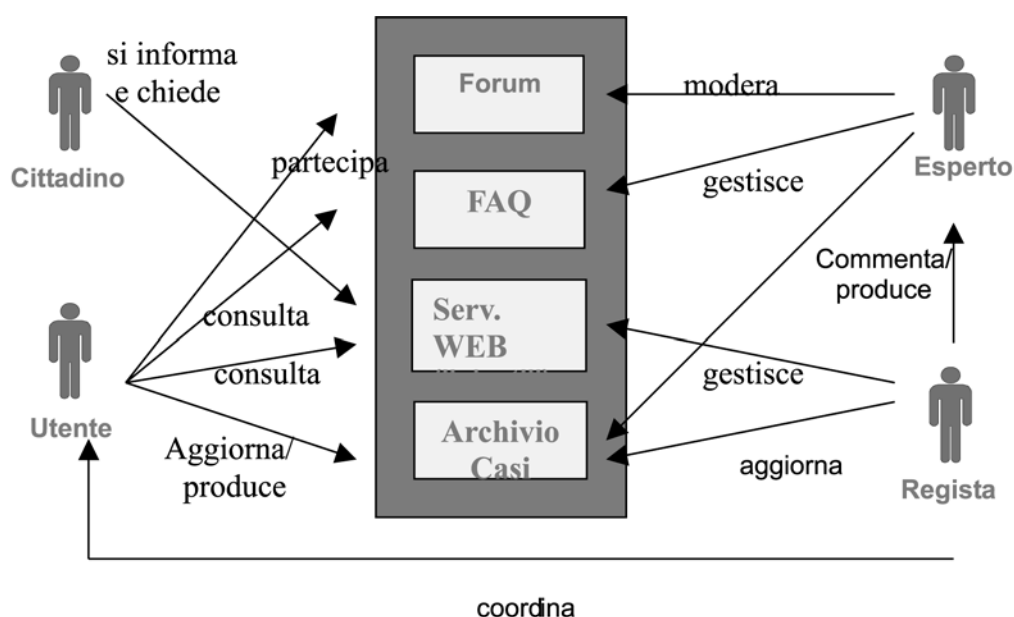 si informa
e chiede
Cittadino
Forum
modera
Esperto
partecipa
FAQ
gestisce
Commenta/
produce
consulta
Serv.
WEB
consulta
gestisce
Utente
Aggiorna/
produce
Archivio
Casi
aggiorna
Regista
coordina